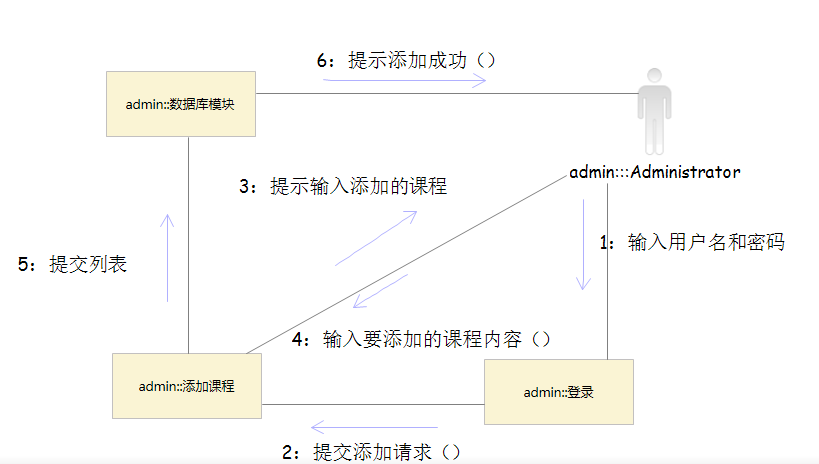 6：提示添加成功（）
admin::数据库模块
admin:::Administrator
3：提示输入添加的课程
1：输入用户名和密码
5：提交列表
4：输入要添加的课程内容（）
admin::添加课程
admin::登录
2：提交添加请求（）